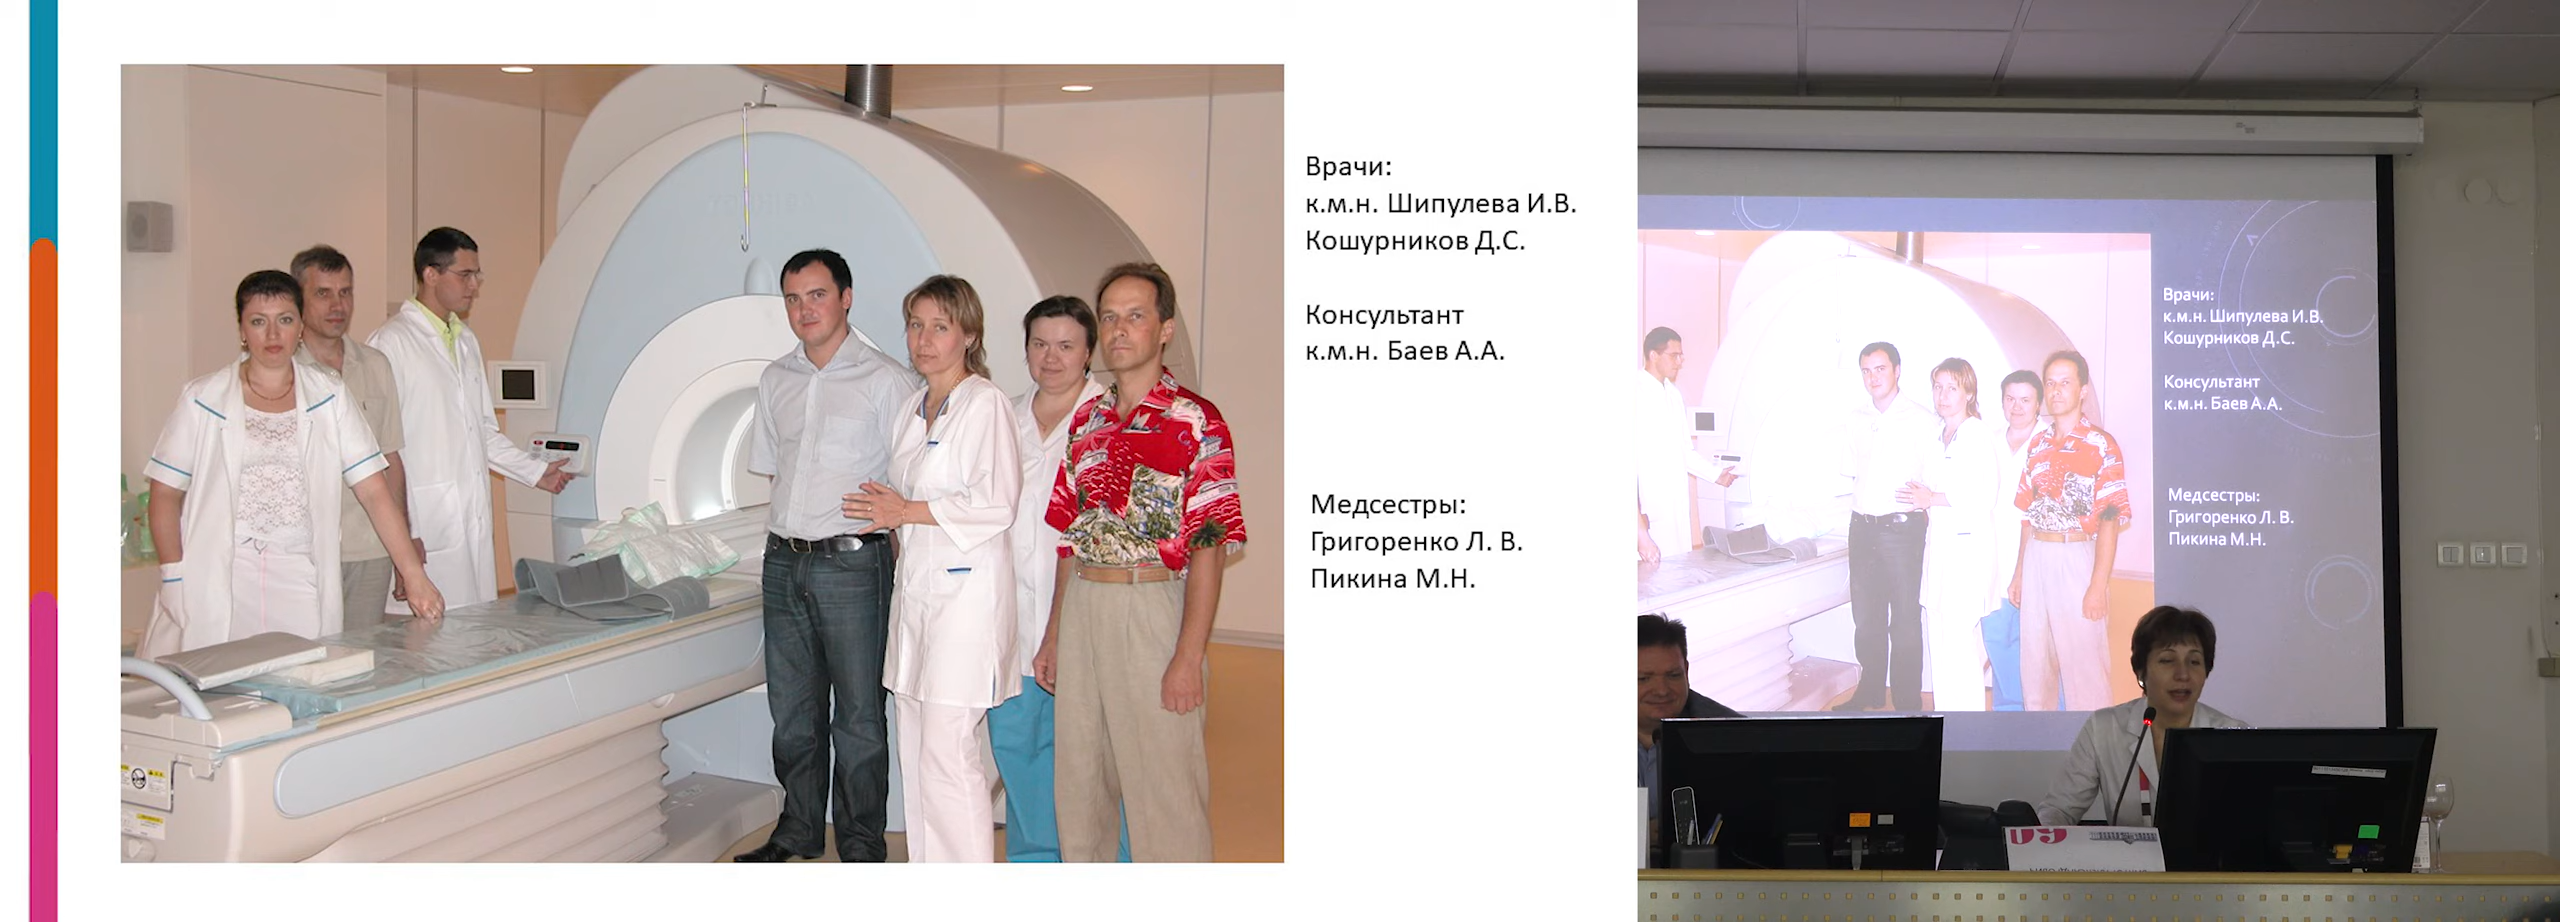 Врачи:
к.м.н. Шипулева И.В.
Кошурников Д.С.
Консультант
к.м.н. Баев А.А.
Медсестры:
Григоренко Л. В.
Пикина М.Н.
Врачи:
к.м.н. Шипулева И.В.
Кошурников Д.С.
Консультант
к.м.н. Баев А.А.
Медсестры:
Григоренко Л. В.
Пикина М.Н.